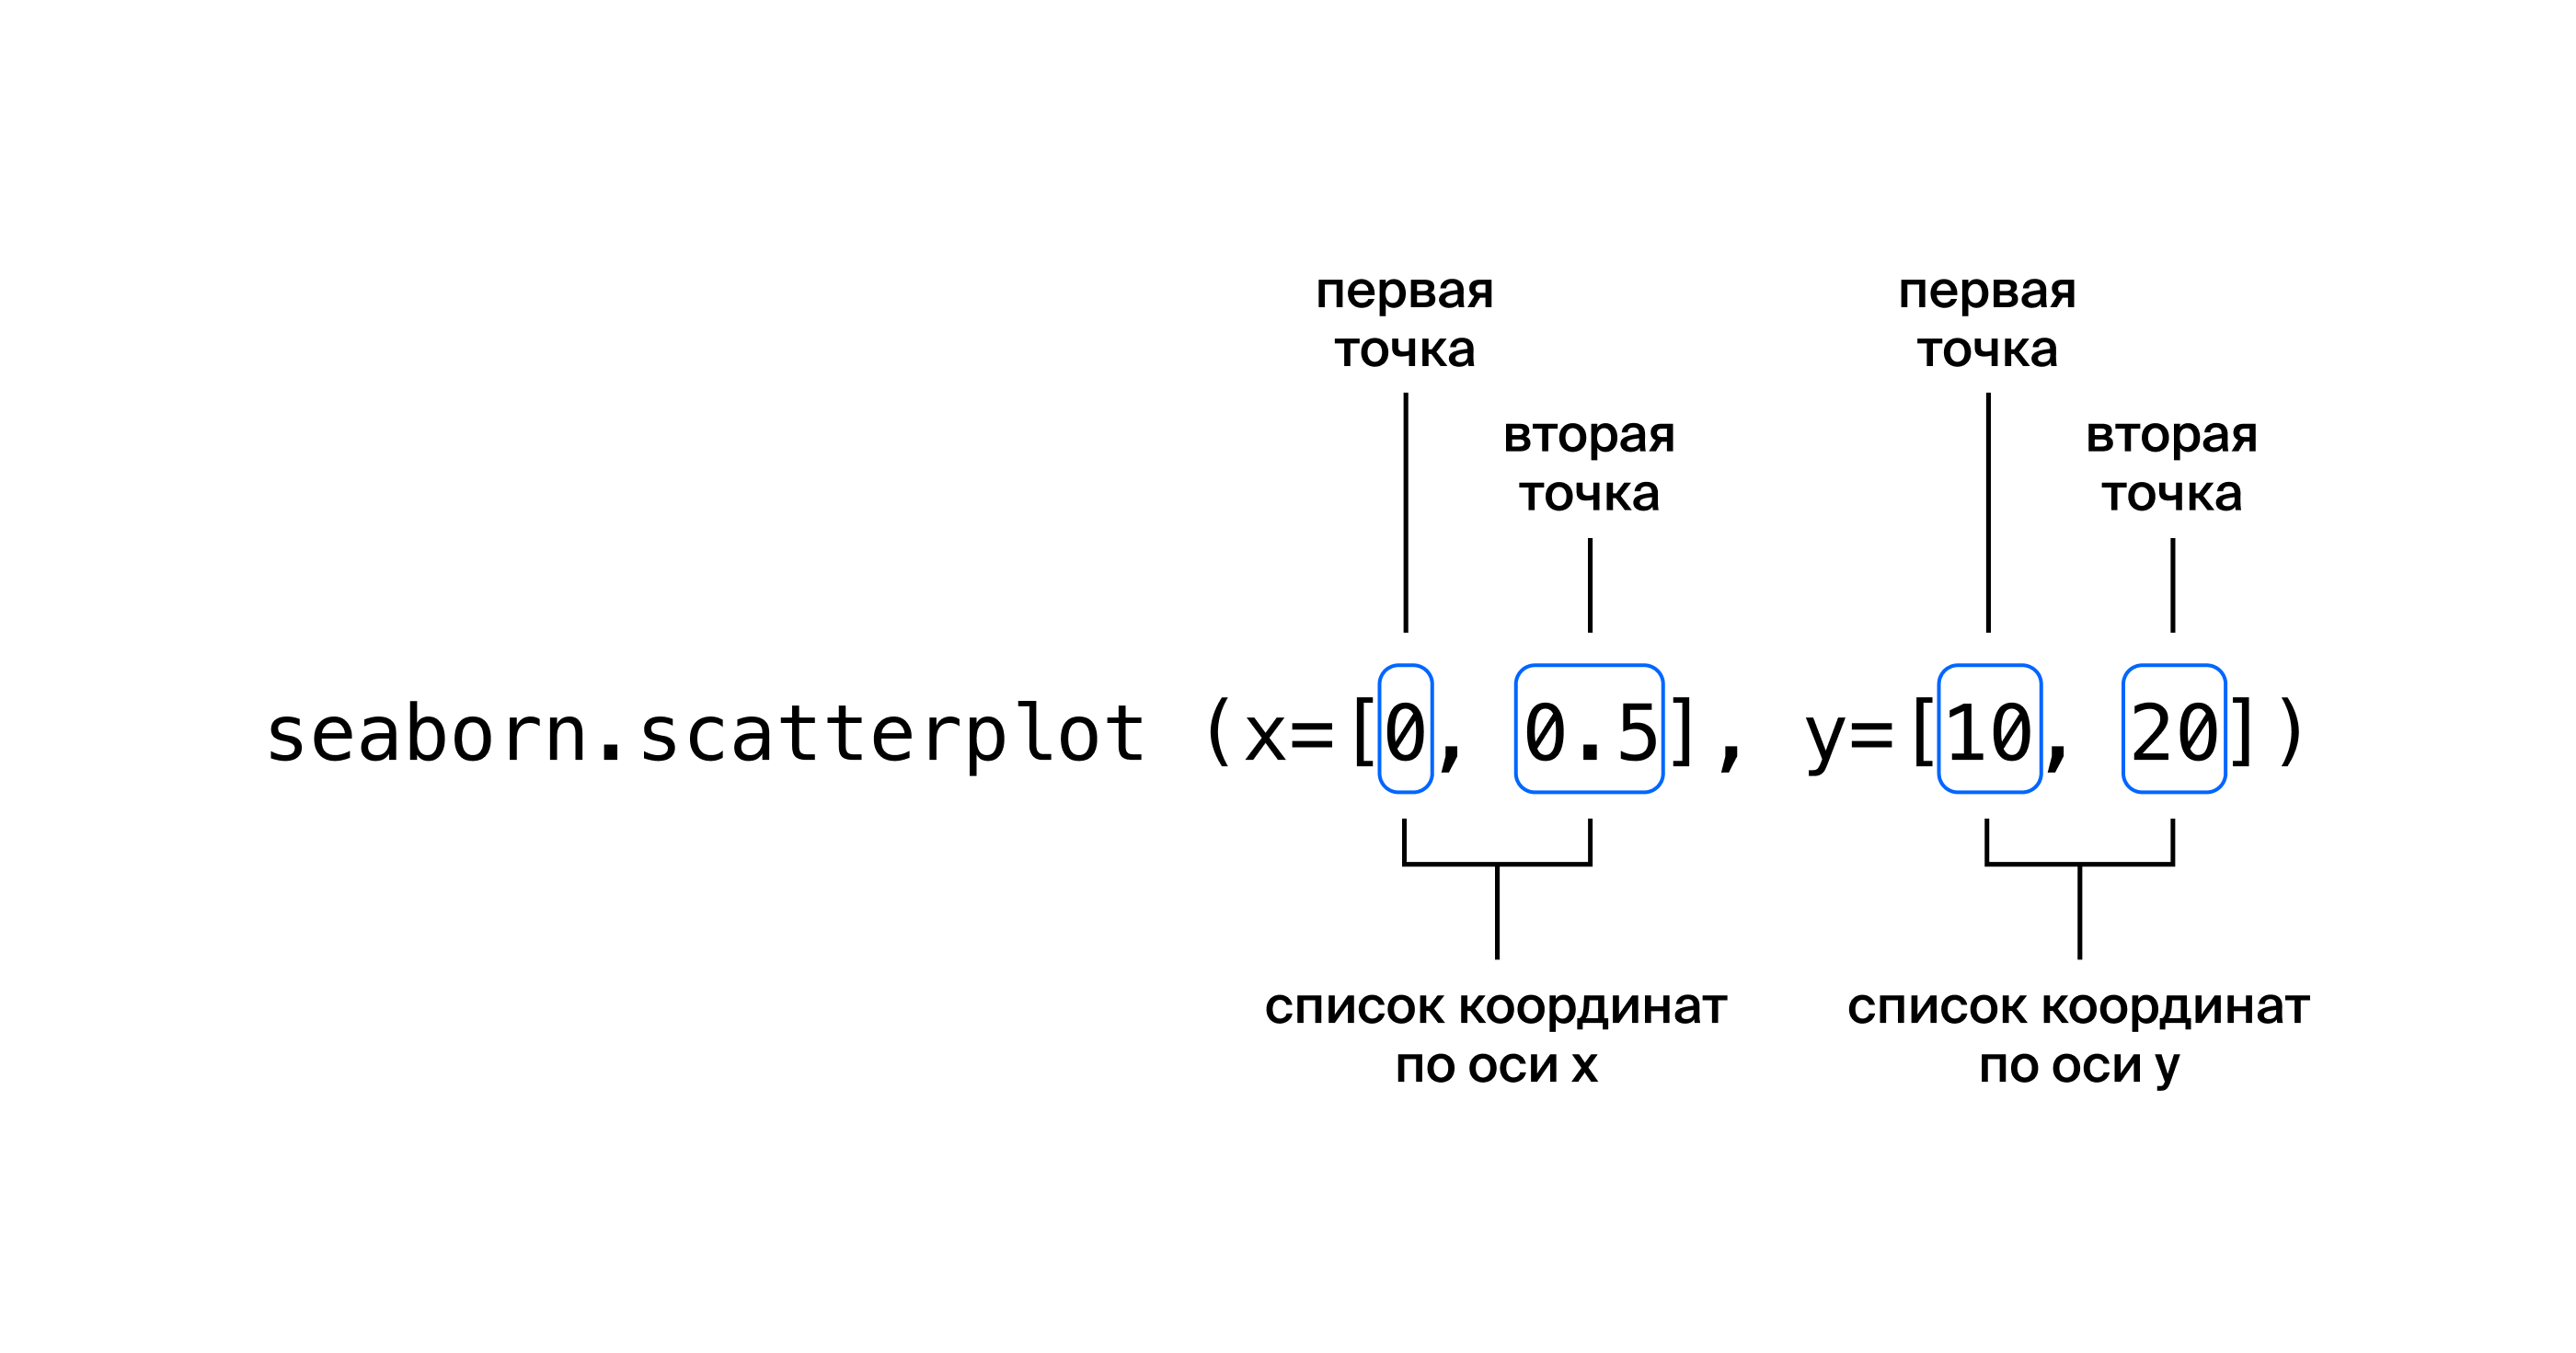 первая
точка
первая
точка
вторая
точка
вторая
точка
seaborn.scatterplot (x=[0, 0.5], y=[10, 20])
список координат
по оси x
список координат
по оси y